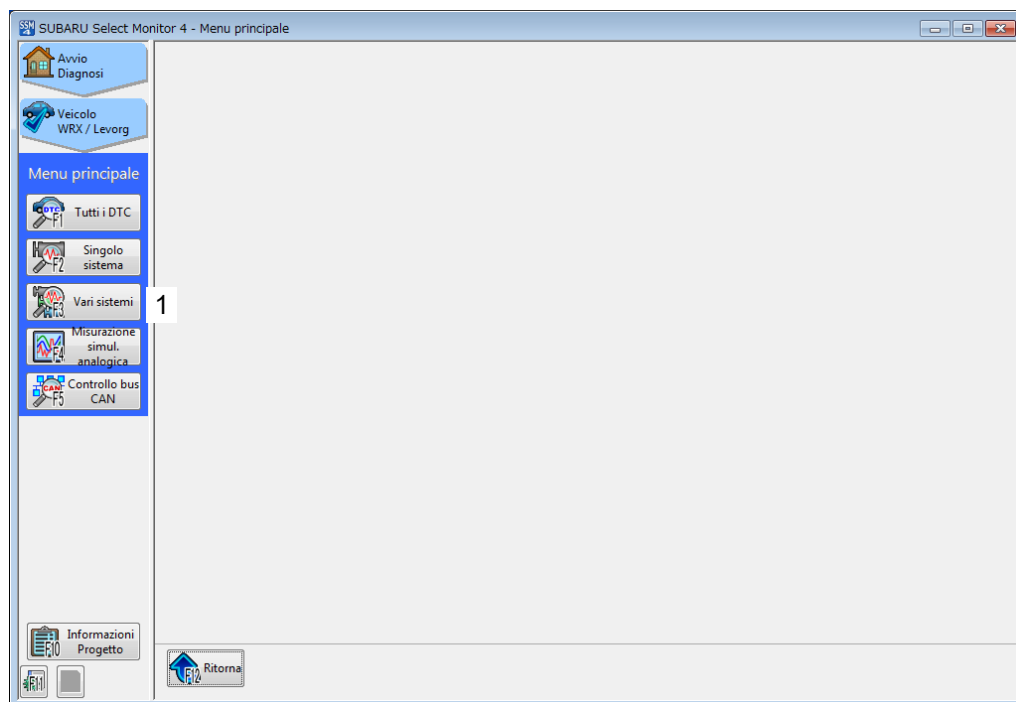 SSM
4
SUBARU Select Monitor 4 - Menu principale
Avvio
Diagnosi
Veicolo
WRX / Levorg
Menu principale
DTC
F1
Tutti i DTC
F2
Singolo
sistema
F3
Vari sistemi
1
F4
Misurazione
simul.
analogica
CAN
F5
Controllo bus
CAN
F10
Informazioni
Progetto
F11
F12
Ritorna